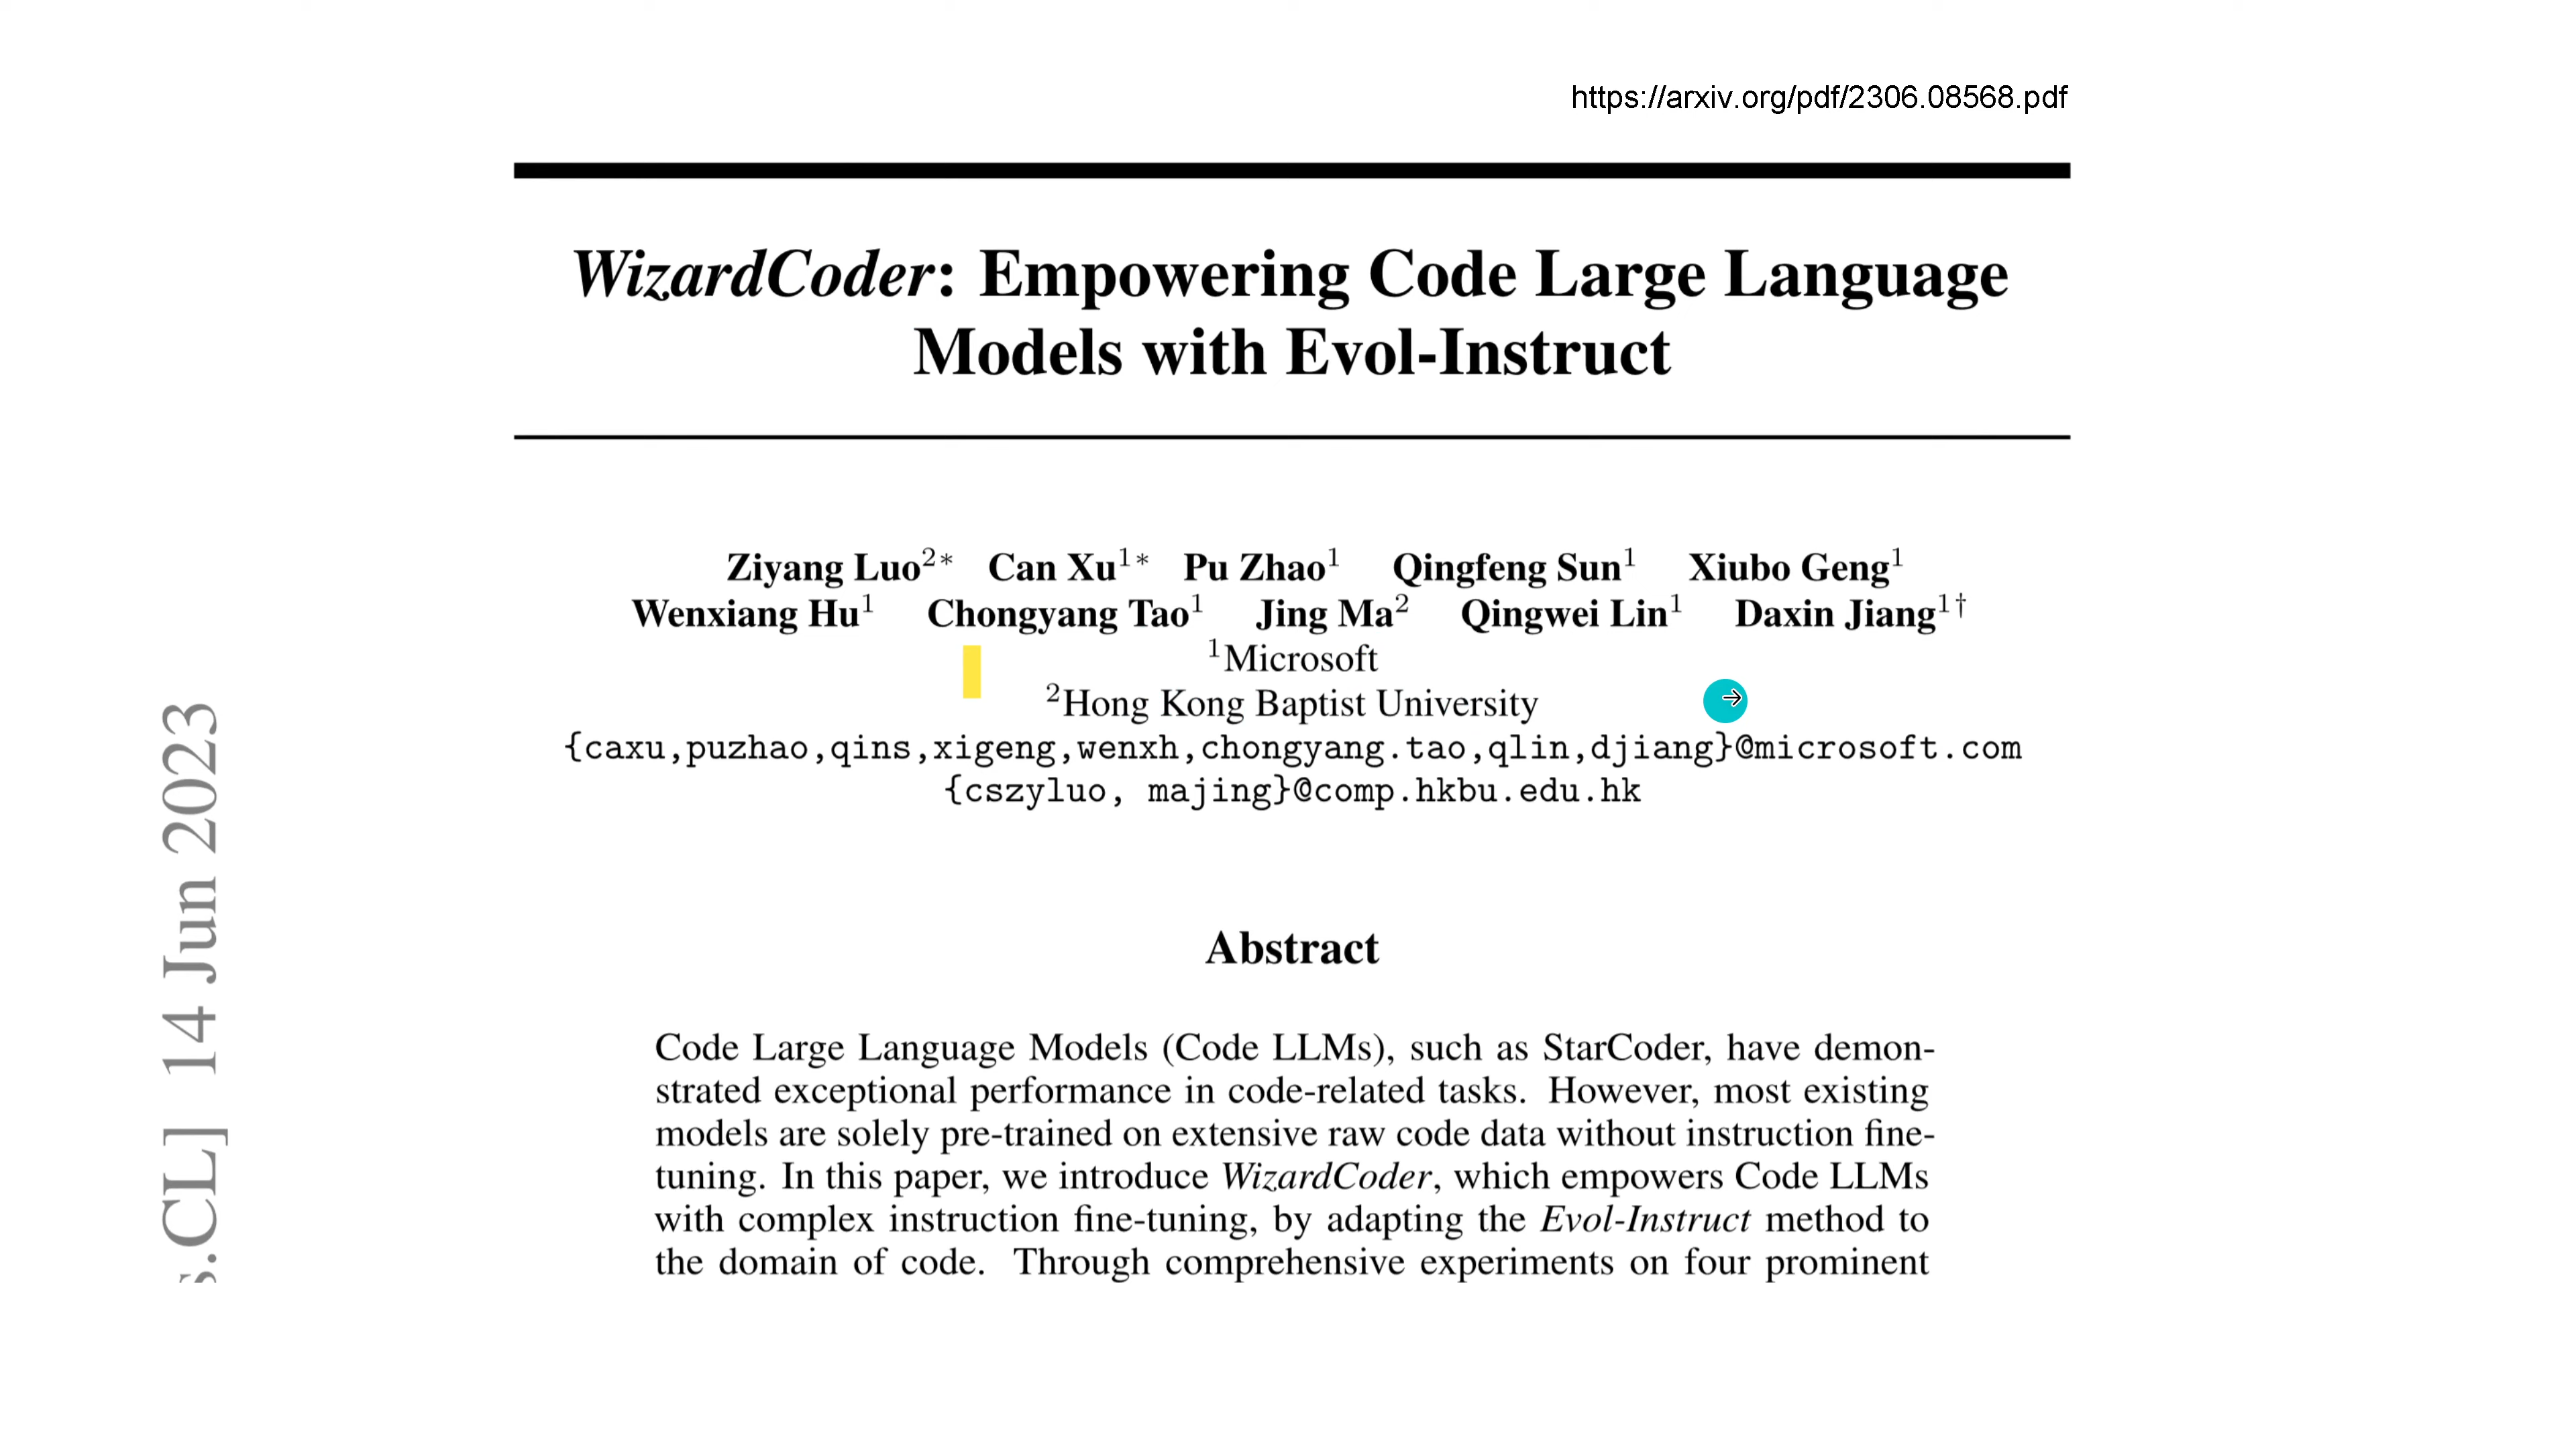 https://arxiv.org/pdf/2306.08568.pdf
WizardCoder: Empowering Code Large Language
Models with Evol-Instruct
Ziyang Luo2* Can Xu1* Pu Zhao1 Qingfeng Sun1 Xiubo Geng1
Wenxiang Hu1 Chongyang Tao1 Jing Ma2 Qingwei Lin1 Daxin Jiang1†
1Microsoft
2Hong Kong Baptist University
{caxu,puzhao,qins,xigeng,wenxh,chongyang.tao,qlin,djiang}@microsoft.com
{cszyluo, majing}@comp.hkbu.edu.hk
s.CL] 14 Jun 2023
Abstract
Code Large Language Models (Code LLMs), such as StarCoder, have demon-
strated exceptional performance in code-related tasks. However, most existing
models are solely pre-trained on extensive raw code data without instruction fine-
tuning. In this paper, we introduce WizardCoder, which empowers Code LLMs
with complex instruction fine-tuning, by adapting the Evol-Instruct method to
the domain of code. Through comprehensive experiments on four prominent